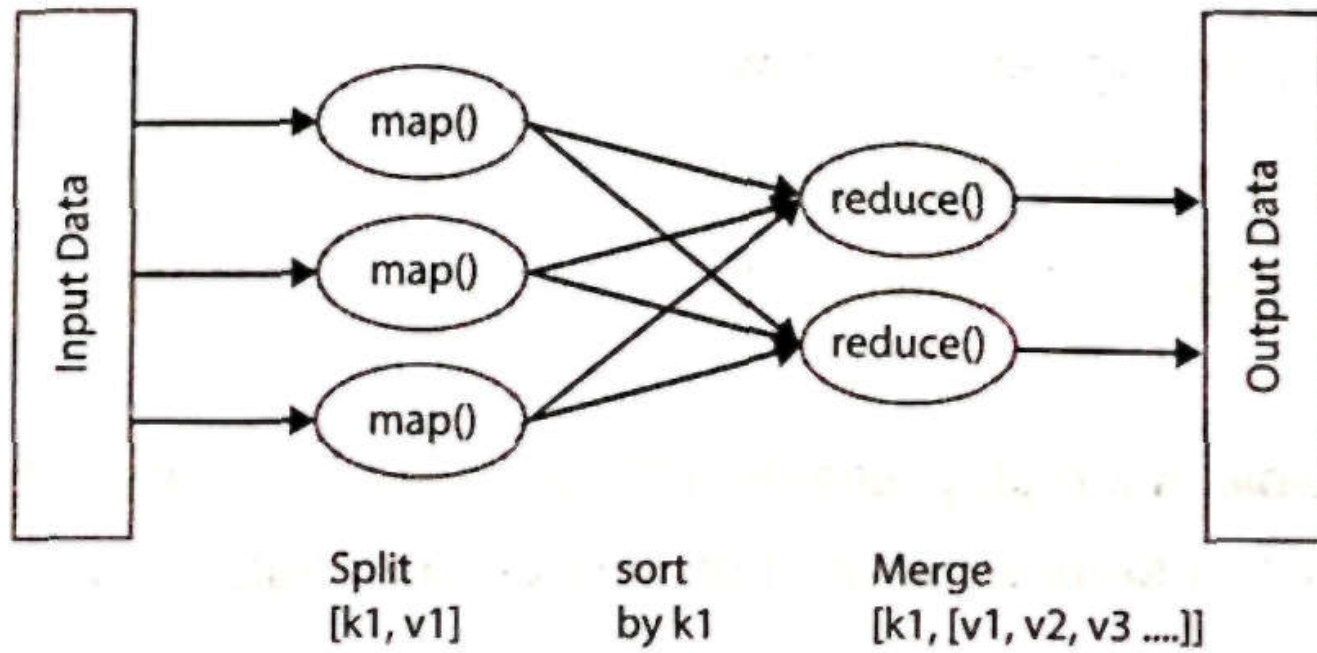 Input Data
map()
map()
map()
reduce()
reduce()
Output Data
Split
[k1, v1]
sort
by k1
Merge
[k1, [v1, v2, v3 ....]]